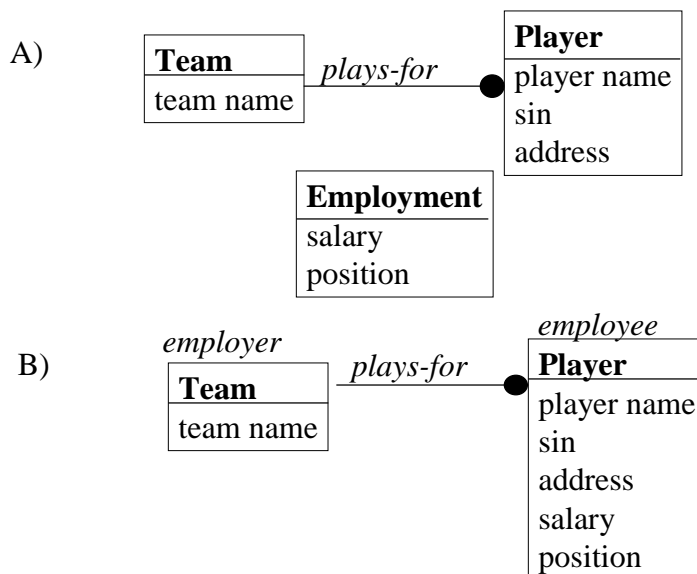 A)
Team
team name
plays-for
Player
player name
sin
address
Employment
salary
position
B)
employer
Team
team name
plays-for
employee
Player
player name
sin
address
salary
position